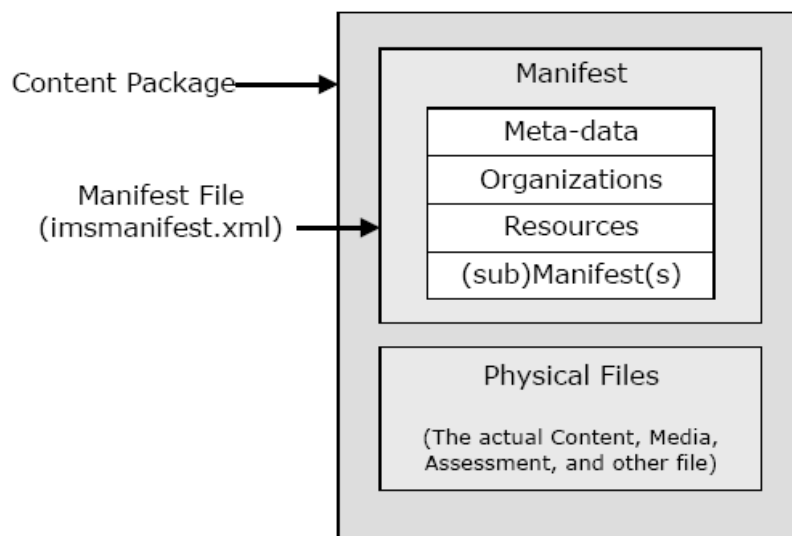 Content Package
Manifest
Meta-data
Organizations
Manifest File
(imsmanifest.xml)
Resources
(sub)Manifest(s)
Physical Files
(The actual Content, Media,
Assessment, and other file)